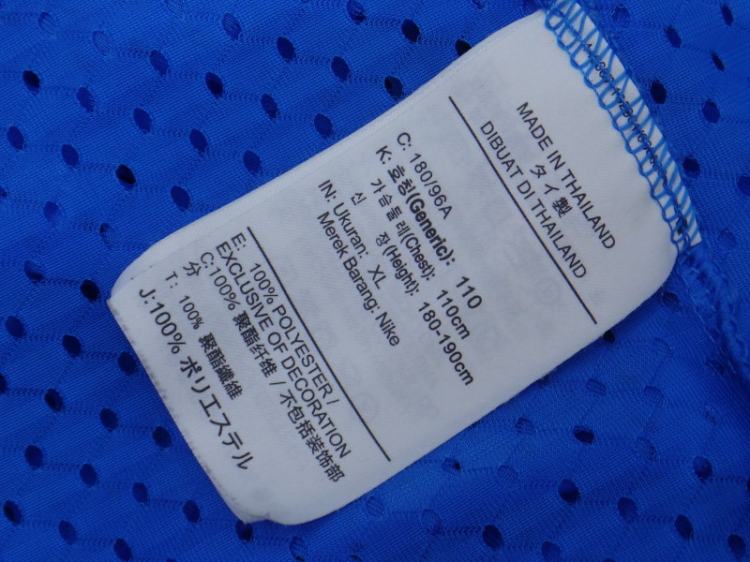 MADE IN THAILAND
タイ製
DIBUAT DI THAILAND
C: 180/96A
K: 호칭(Generic): 110
가슴둘레(Chest): 110cm
신 장(Height): 180-190cm
IN: Ukuran: XL
Merek Barang: Nike
E: 100% POLYESTER /
EXCLUSIVE OF DECORATION
C:100% 聚酯纤维 / 不包括装饰部
分
T: 100% 聚酯纖維
J:100% ポリエステル